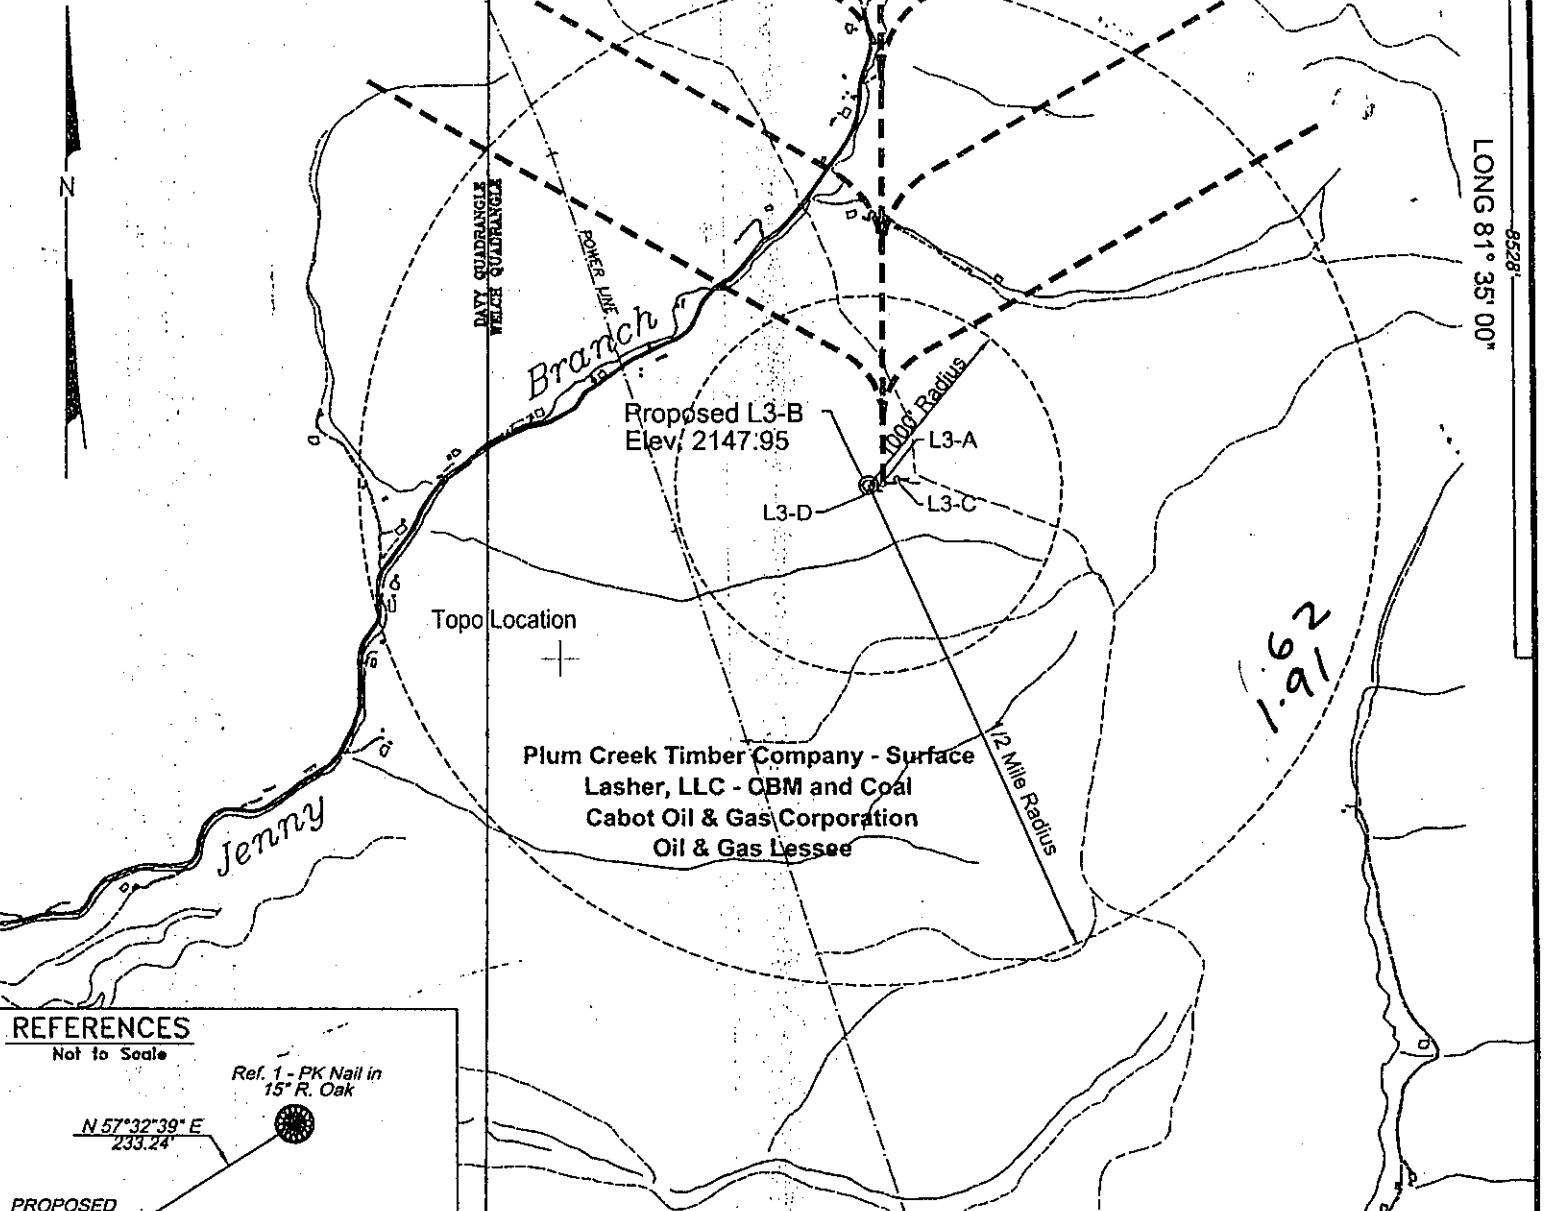 N
DAVY QUADRANGLE
WELCH QUADRANGLE
POWER LINE
LONG 81° 35' 00"
8528'
Branch
Proposed L3-B
Elev. 2147.95
1000' Radius
L3-A
L3-D
L3-C
Topo Location
.62
1.91
Plum Creek Timber Company - Surface
Lasher, LLC - CBM and Coal
Cabot Oil & Gas Corporation
Oil & Gas Lessee
1/2 Mile Radius
Jenny
REFERENCES
Not to Scale
Ref. 1 - PK Nail in
15" R. Oak
N 57°32'39" E
233.24'
PROPOSED